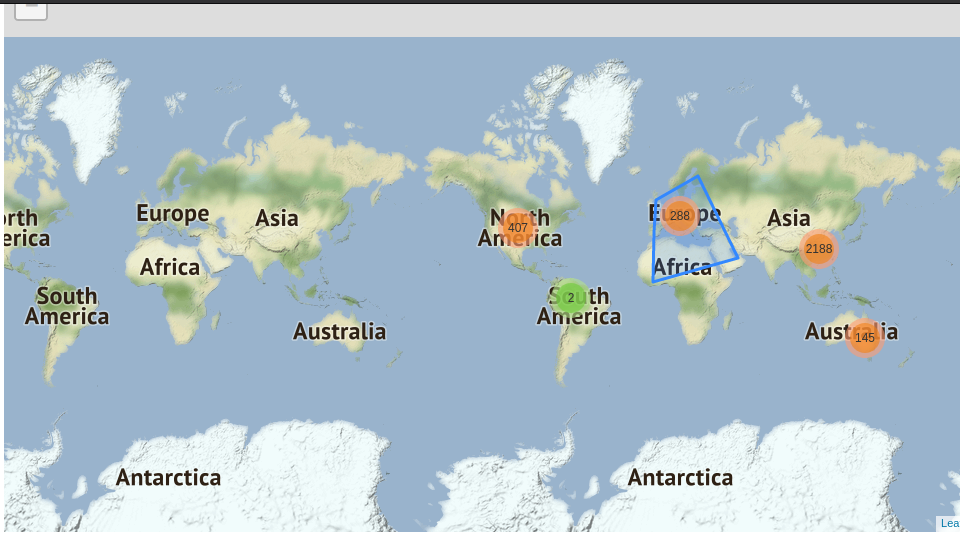 Europe
Asia
orth
erica
Africa
South
America
Australia
Antarctica
North
America
407
Europe
288
Asia
2188
Africa
South
America
2
Australia
145
Antarctica
Lea